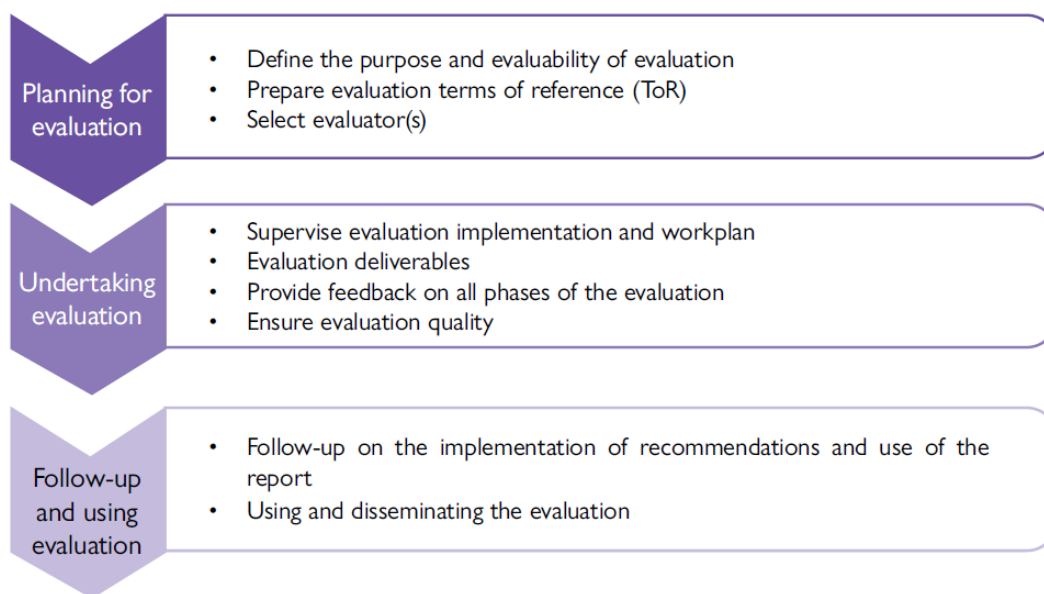 Planning for
evaluation
• Define the purpose and evaluability of evaluation
• Prepare evaluation terms of reference (ToR)
• Select evaluator(s)
Undertaking
evaluation
• Supervise evaluation implementation and workplan
• Evaluation deliverables
• Provide feedback on all phases of the evaluation
• Ensure evaluation quality
Follow-up
and using
evaluation
• Follow-up on the implementation of recommendations and use of the
report
• Using and disseminating the evaluation